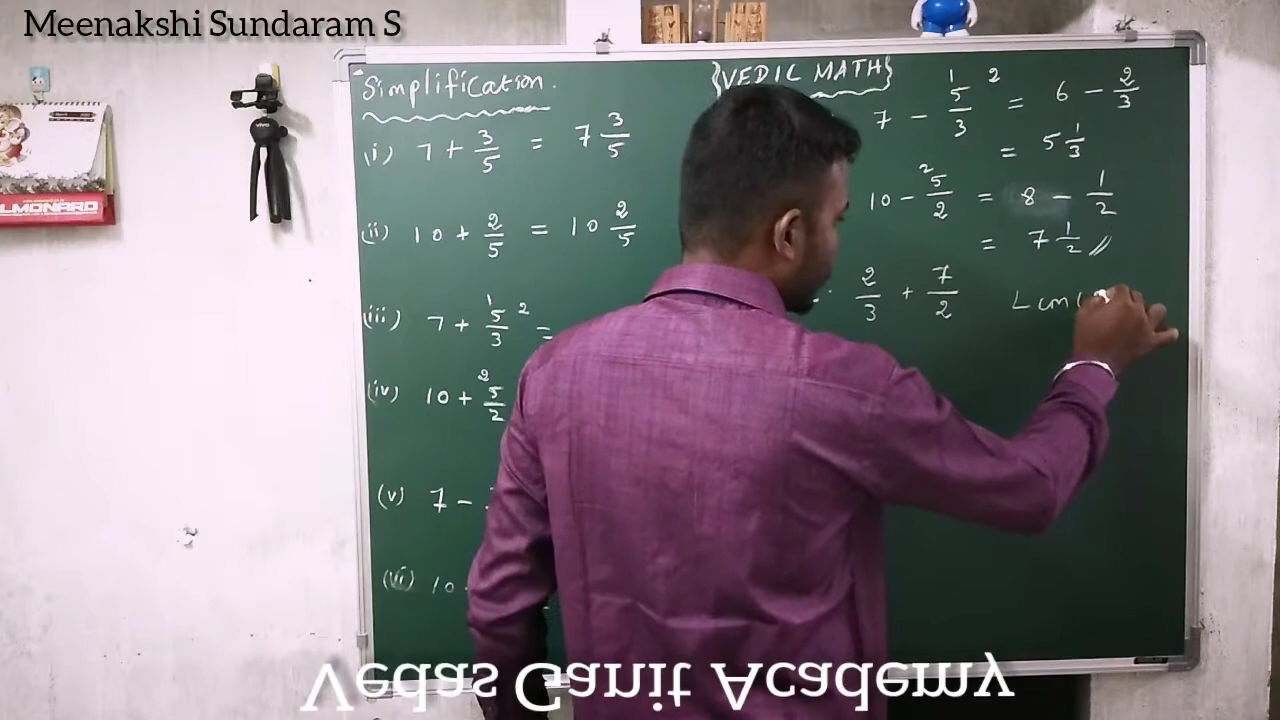 Meenakshi Sundaram S
Simplification.
{VEDIC MATH}
(i) 7 + 3/5 = 7 3/5
(ii) 10 + 2/5 = 10 2/5
(iii) 7 + 1 5/3 2 =
(iv) 10 + 2 5/2
(v) 7 -
(vi) 10
7 - 1 5/3 2 = 6 - 2/3
= 5 1/3
10 - 2 5/2 = 8 - 1/2
= 7 1/2 //
2/3 + 7/2 Lcm(
LMONARD
Vedas Ganit Academy